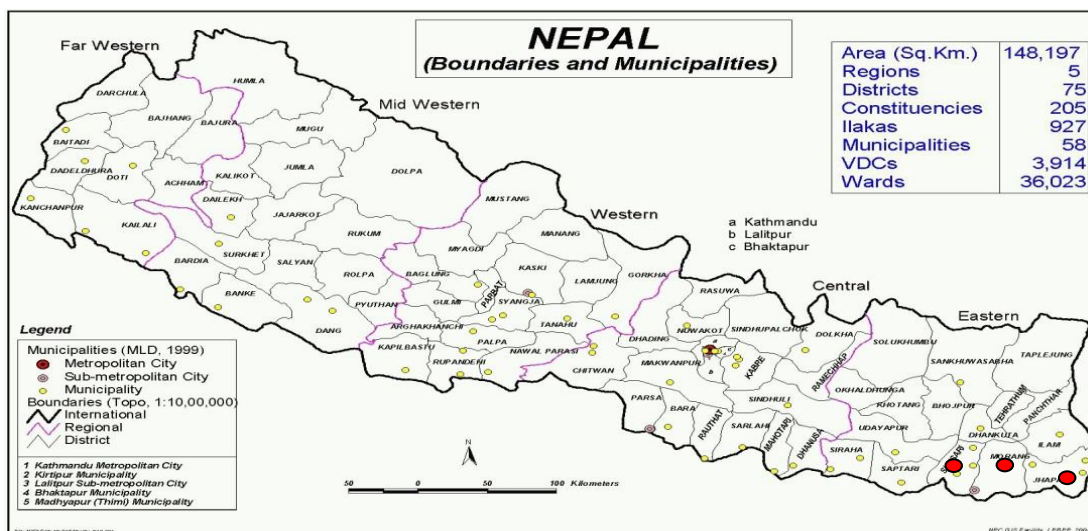 NEPAL
(Boundaries and Municipalities)
Area (Sq.Km.) 148,197
Regions 5
Districts 75
Constituencies 205
Ilakas 927
Municipalities 58
VDCs 3,914
Wards 36,023
Far Western
Mid Western
Western
Central
Eastern
a Kathmandu
b Lalitpur
c Bhaktapur
HUMLA
DARCHULA
BAJHANG
BAJURA
MUGU
BAITADI
DADELDHURA
DOTI
ACHHAM
KALIKOT
JUMLA
DOLPA
KANCHANPUR
KAILALI
DAILEKH
JAJARKOT
MUSTANG
RUKUM
SURKHET
BARDIA
SALYAN
ROLPA
BANKE
DANG
PYUTHAN
MYAGDI
MANANG
BAGLUNG
PARBAT
KASKI
LAMJUNG
GORKHA
GULMI
SYANGJA
ARGHAKHANCHI
PALPA
TANAHU
KAPILBASTU
RUPANDEHI
NAWAL PARASI
CHITWAN
RASUWA
NUWAKOT
SINDHUPALCHOK
DHADING
DOLKHA
SOLUKHUMBU
SANKHUWASABHA
TAPLEJUNG
a
c
b
KABRE
RAMECHHAP
MAKWANPUR
OKHALDHUNGA
KHOTANG
BHOJPUR
TEHRATHUM
PANCHTHAR
PARSA
BARA
RAUTHAT
SARLAHI
MAHOTARI
DHANUSA
SINDHULI
UDAYAPUR
DHANKUTA
ILAM
SIRAHA
SAPTARI
MORANG
Legend
Municipalities (MLD, 1999)
Metropolitan City
Sub-metropolitan City
Municipality
Boundaries (Topo, 1:10,00,000)
International
Regional
District
1 Kathmandu Metropolitan City
2 Kirtipur Municipality
3 Lalitpur Sub-metropolitan City
4 Bhaktapur Municipality
5 Madhyapur (Thimi) Municipality
N
50 0 50 100 Kilometers